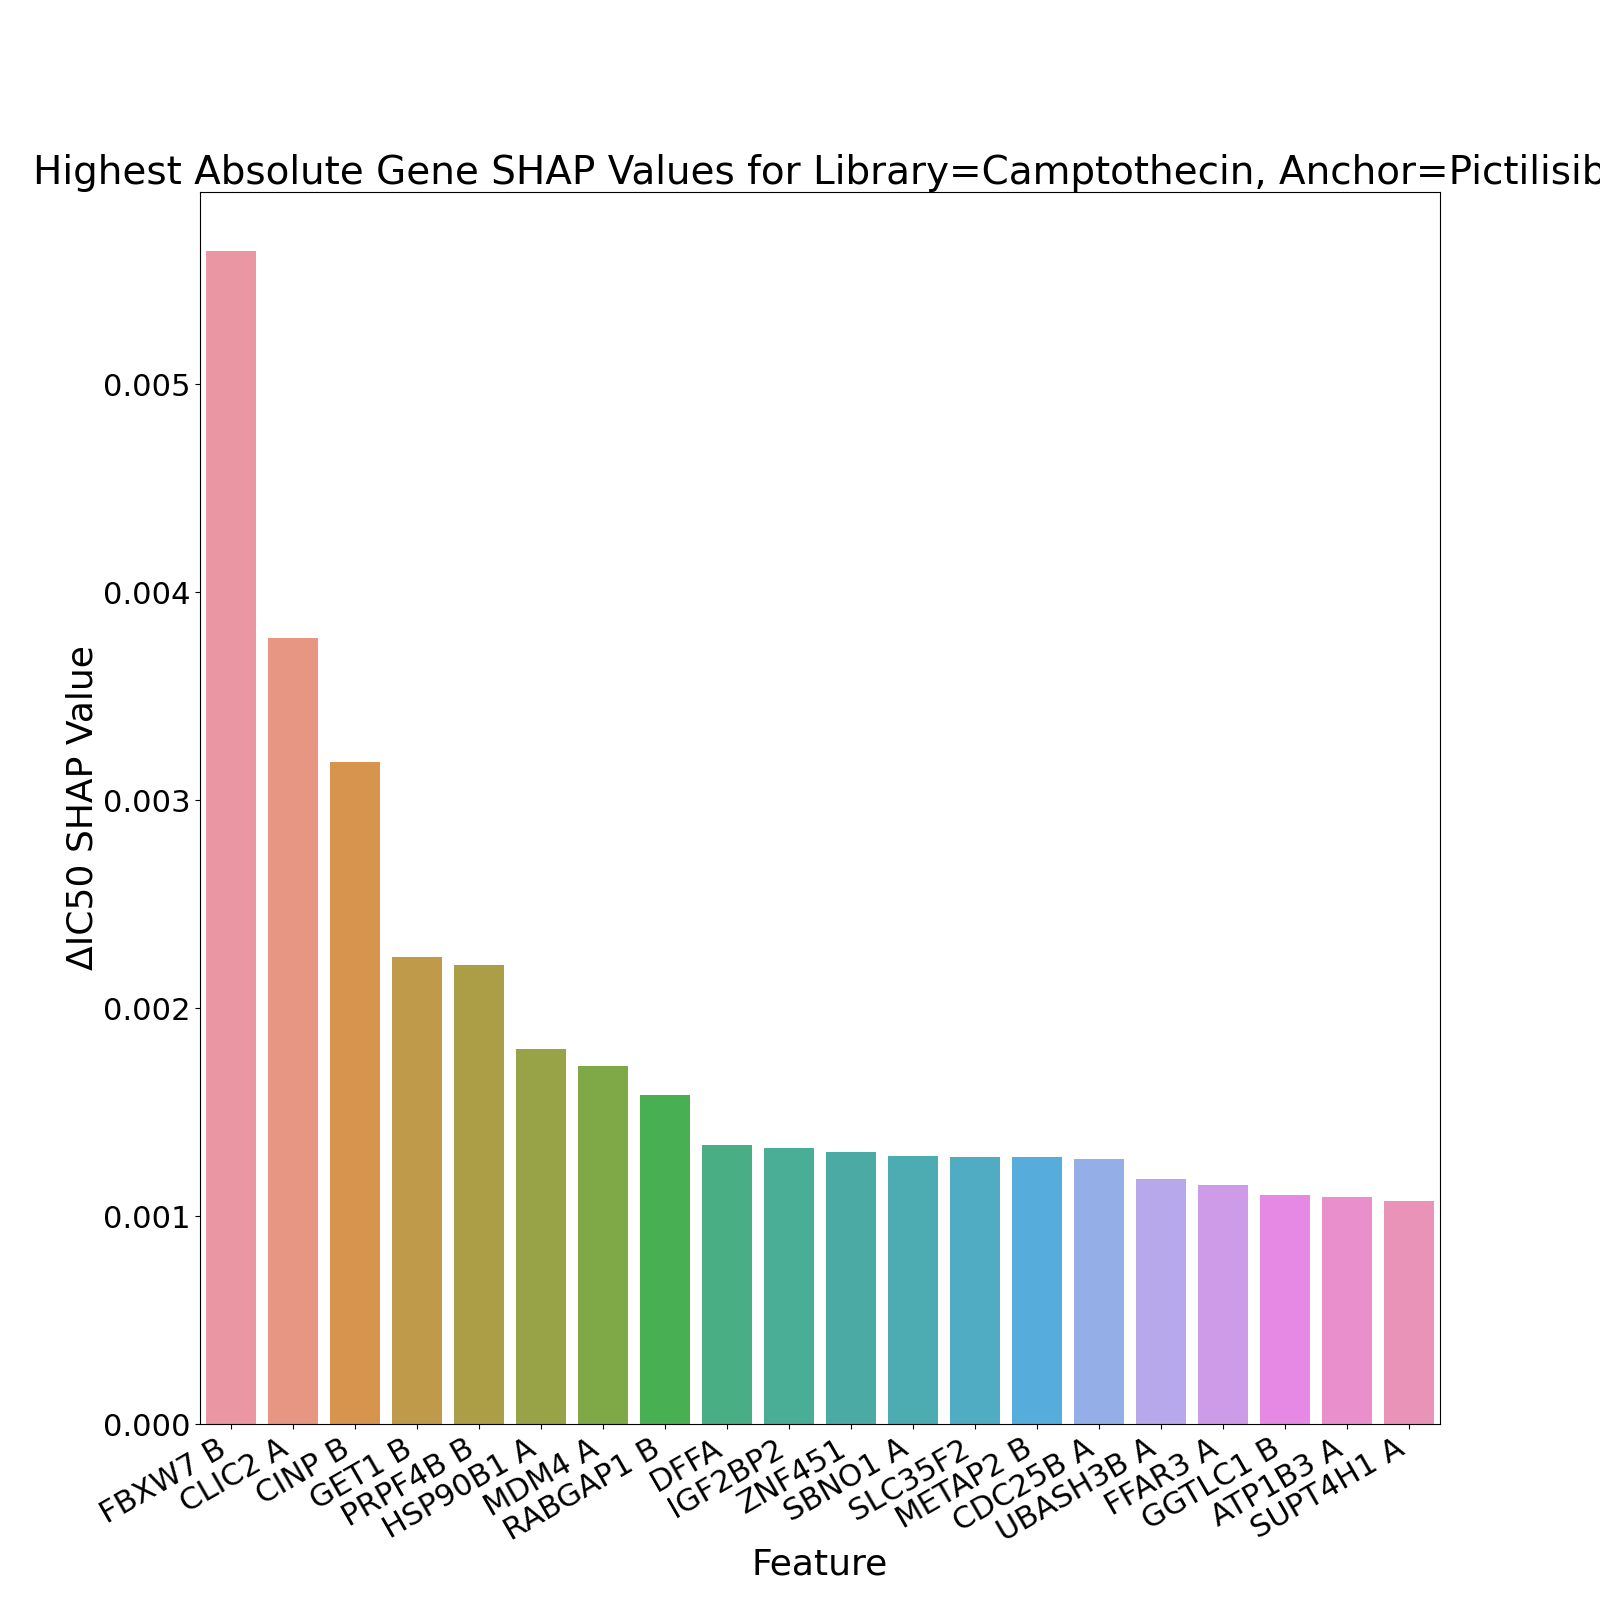 Highest Absolute Gene SHAP Values for Library=Camptothecin, Anchor=Pictilisib
ΔIC50 SHAP Value
0.005
0.004
0.003
0.002
0.001
0.000
FBXW7 B
CLIC2 A
CINP B
GET1 B
PRPF4B B
HSP90B1 A
MDM4 A
RABGAP1 B
DFFA
IGF2BP2
ZNF451
SBNO1 A
SLC35F2
METAP2 B
CDC25B A
UBASH3B A
FFAR3 A
GGTLC1 B
ATP1B3 A
SUPT4H1 A
Feature